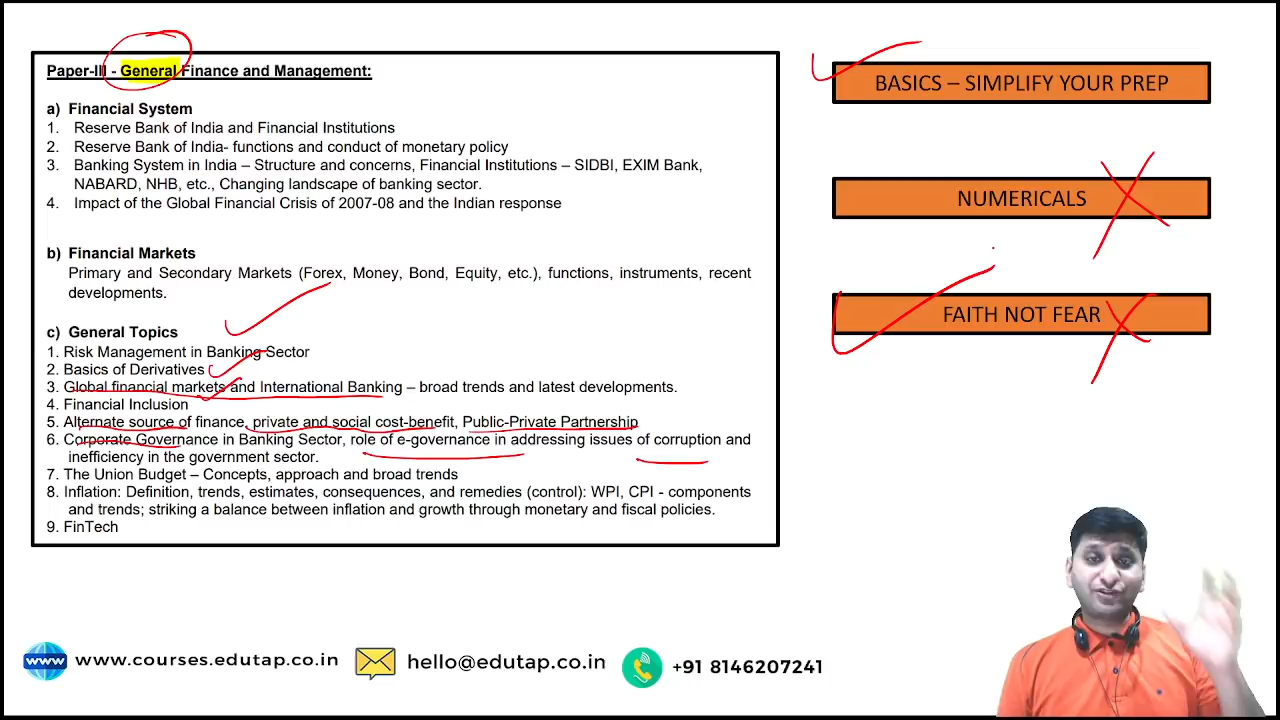 Paper-III - General Finance and Management:
a) Financial System
1. Reserve Bank of India and Financial Institutions
2. Reserve Bank of India- functions and conduct of monetary policy
3. Banking System in India – Structure and concerns, Financial Institutions – SIDBI, EXIM Bank,
NABARD, NHB, etc., Changing landscape of banking sector.
4. Impact of the Global Financial Crisis of 2007-08 and the Indian response
b) Financial Markets
Primary and Secondary Markets (Forex, Money, Bond, Equity, etc.), functions, instruments, recent
developments.
c) General Topics
1. Risk Management in Banking Sector
2. Basics of Derivatives
3. Global financial markets and International Banking – broad trends and latest developments.
4. Financial Inclusion
5. Alternate source of finance, private and social cost-benefit, Public-Private Partnership
6. Corporate Governance in Banking Sector, role of e-governance in addressing issues of corruption and
inefficiency in the government sector.
7. The Union Budget – Concepts, approach and broad trends
8. Inflation: Definition, trends, estimates, consequences, and remedies (control): WPI, CPI - components
and trends; striking a balance between inflation and growth through monetary and fiscal policies.
9. FinTech
BASICS – SIMPLIFY YOUR PREP
NUMERICALS
FAITH NOT FEAR
www www.courses.edutap.co.in hello@edutap.co.in +91 8146207241